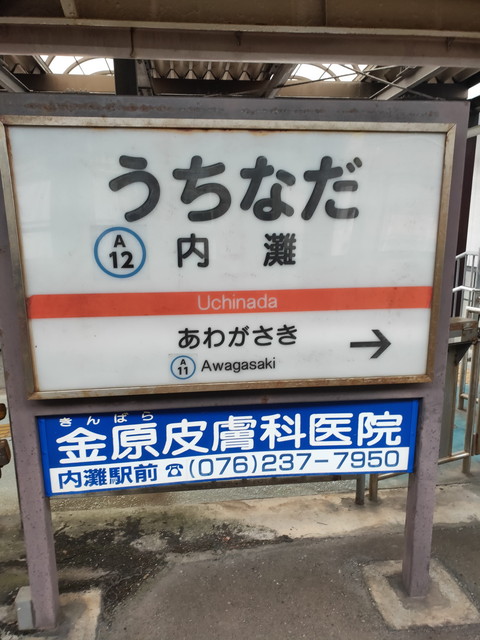 うちなだ
A
12
内灘
Uchinada
あわがさき
→
A
11
Awagasaki
きんばら
金原皮膚科医院
内灘駅前 ☎(076)237-7950